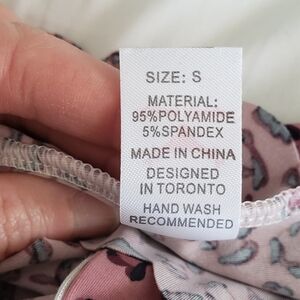 SIZE: S
MATERIAL:
95%POLYAMIDE
5%SPANDEX
MADE IN CHINA
DESIGNED
IN TORONTO
HAND WASH
RECOMMENDED